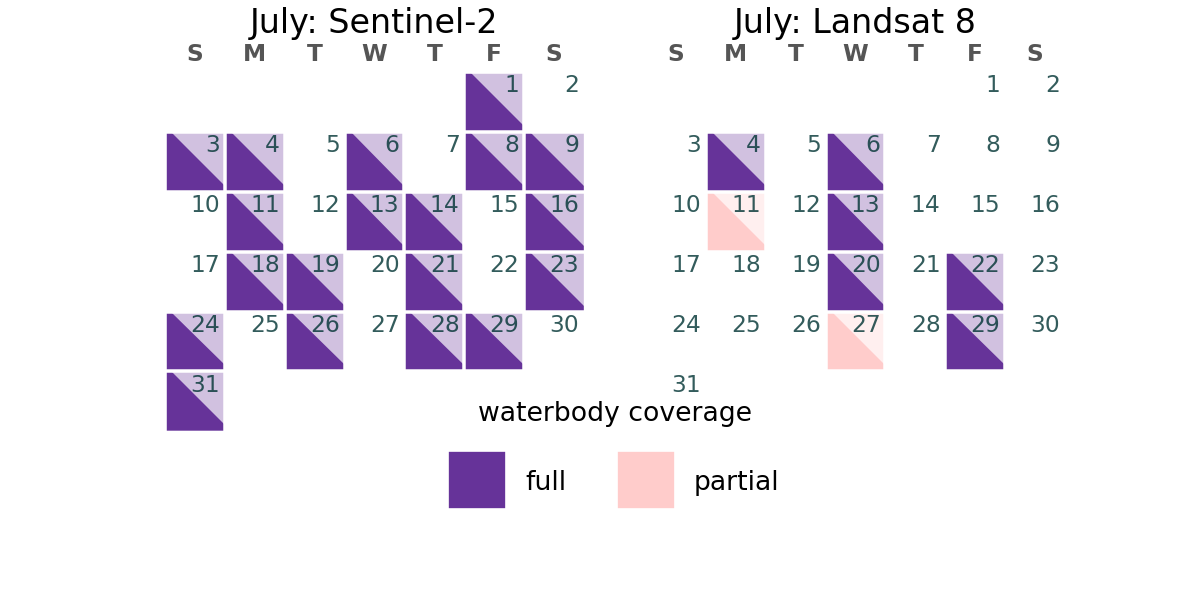 July: Sentinel-2
S M T W T F S
1 2
3 4 5 6 7 8 9
10 11 12 13 14 15 16
17 18 19 20 21 22 23
24 25 26 27 28 29 30
31
July: Landsat 8
S M T W T F S
1 2
3 4 5 6 7 8 9
10 11 12 13 14 15 16
17 18 19 20 21 22 23
24 25 26 27 28 29 30
31
waterbody coverage
full partial